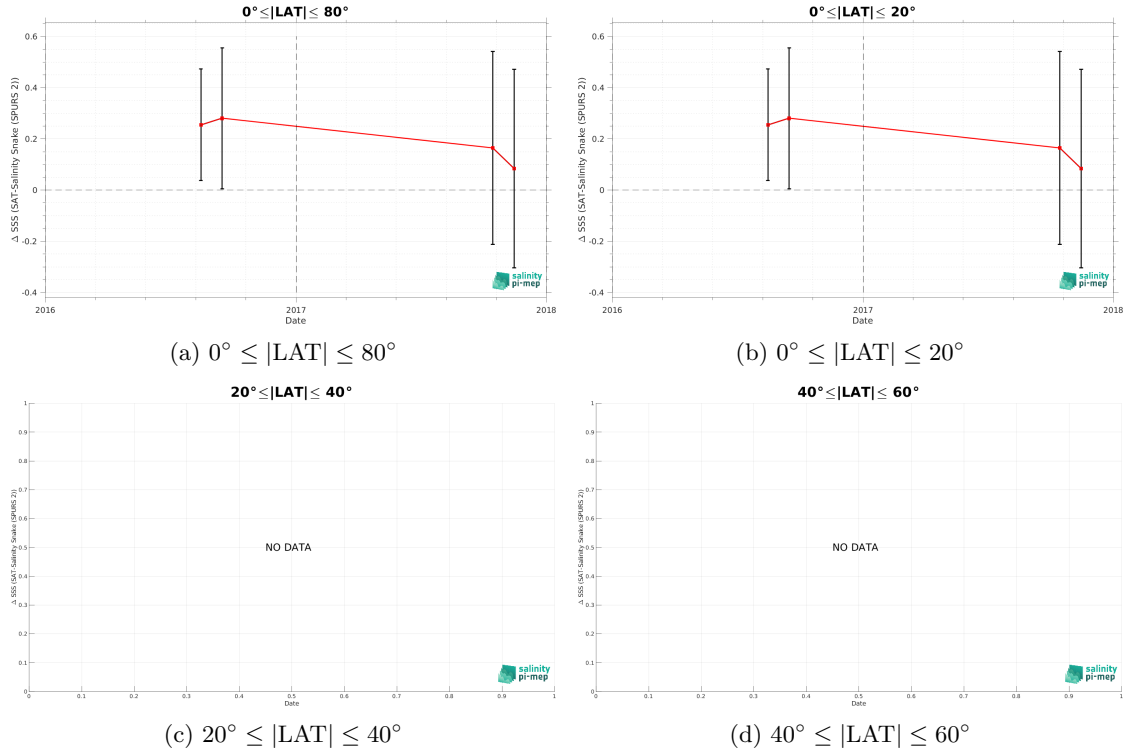 0°≤|LAT|≤ 80°
Δ SSS (SAT-Salinity Snake (SPURS 2))
0.6
0.4
0.2
0
-0.2
-0.4
2016
2017
2018
Date
salinity
pi-mep
(a) 0° ≤ |LAT| ≤ 80°
0°≤|LAT|≤ 20°
Δ SSS (SAT-Salinity Snake (SPURS 2))
0.6
0.4
0.2
0
-0.2
-0.4
2016
2017
2018
Date
salinity
pi-mep
(b) 0° ≤ |LAT| ≤ 20°
20°≤|LAT|≤ 40°
Δ SSS (SAT-Salinity Snake (SPURS 2))
1
0.9
0.8
0.7
0.6
0.5
0.4
0.3
0.2
0.1
0
NO DATA
0 0.1 0.2 0.3 0.4 0.5 0.6 0.7 0.8 0.9 1
Date
salinity
pi-mep
(c) 20° ≤ |LAT| ≤ 40°
40°≤|LAT|≤ 60°
Δ SSS (SAT-Salinity Snake (SPURS 2))
1
0.9
0.8
0.7
0.6
0.5
0.4
0.3
0.2
0.1
0
NO DATA
0 0.1 0.2 0.3 0.4 0.5 0.6 0.7 0.8 0.9 1
Date
salinity
pi-mep
(d) 40° ≤ |LAT| ≤ 60°